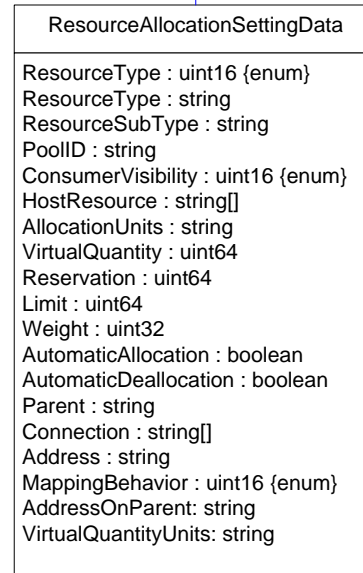 ResourceAllocationSettingData
ResourceType : uint16 {enum}
ResourceType : string
ResourceSubType : string
PoolID : string
ConsumerVisibility : uint16 {enum}
HostResource : string[]
AllocationUnits : string
VirtualQuantity : uint64
Reservation : uint64
Limit : uint64
Weight : uint32
AutomaticAllocation : boolean
AutomaticDeallocation : boolean
Parent : string
Connection : string[]
Address : string
MappingBehavior : uint16 {enum}
AddressOnParent: string
VirtualQuantityUnits: string